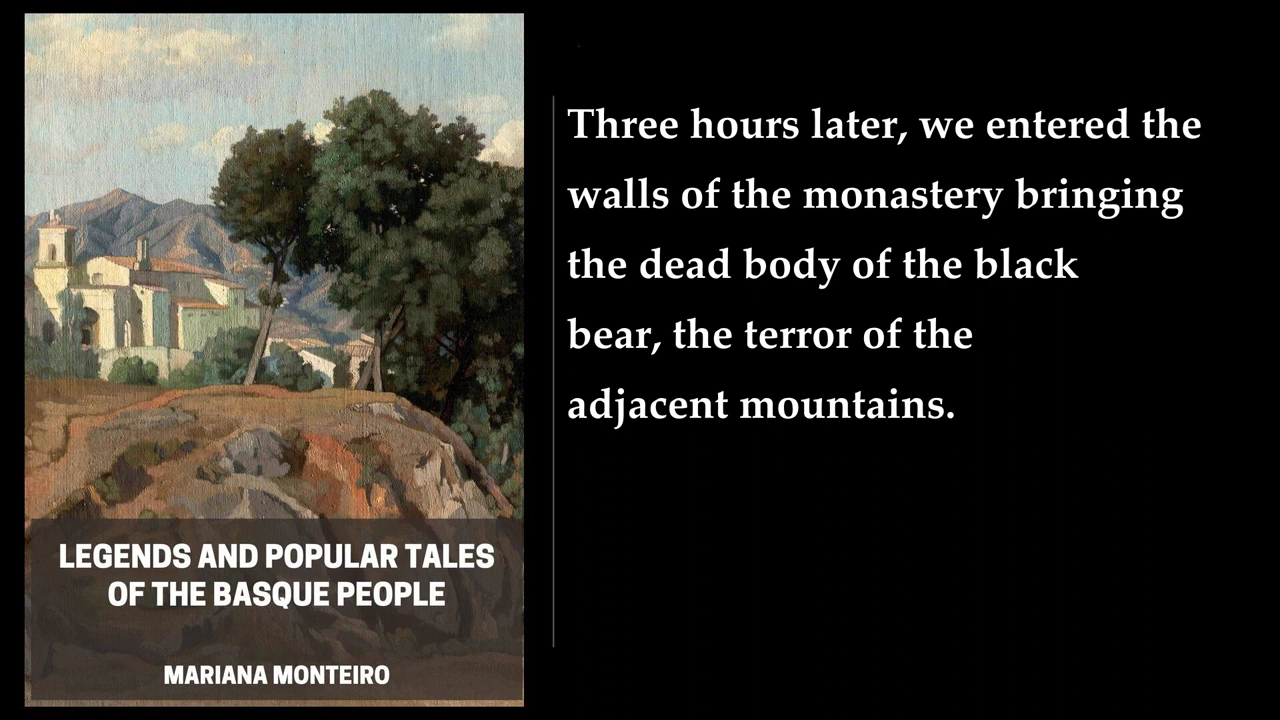 Three hours later, we entered the
walls of the monastery bringing
the dead body of the black
bear, the terror of the
adjacent mountains.
LEGENDS AND POPULAR TALES
OF THE BASQUE PEOPLE
MARIANA MONTEIRO